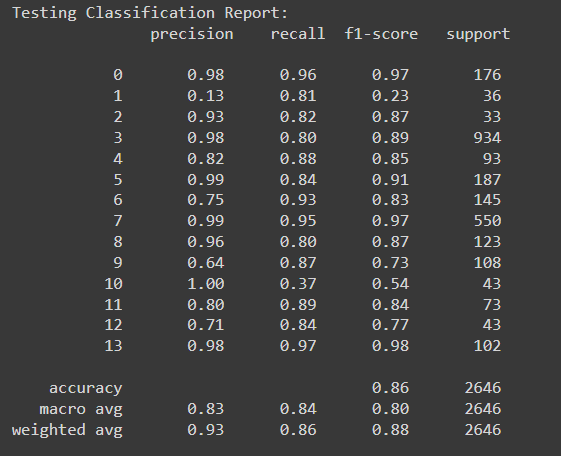 Testing Classification Report:
precision recall f1-score support
0 0.98 0.96 0.97 176
1 0.13 0.81 0.23 36
2 0.93 0.82 0.87 33
3 0.98 0.80 0.89 934
4 0.82 0.88 0.85 93
5 0.99 0.84 0.91 187
6 0.75 0.93 0.83 145
7 0.99 0.95 0.97 550
8 0.96 0.80 0.87 123
9 0.64 0.87 0.73 108
10 1.00 0.37 0.54 43
11 0.80 0.89 0.84 73
12 0.71 0.84 0.77 43
13 0.98 0.97 0.98 102
accuracy 0.86 2646
macro avg 0.83 0.84 0.80 2646
weighted avg 0.93 0.86 0.88 2646